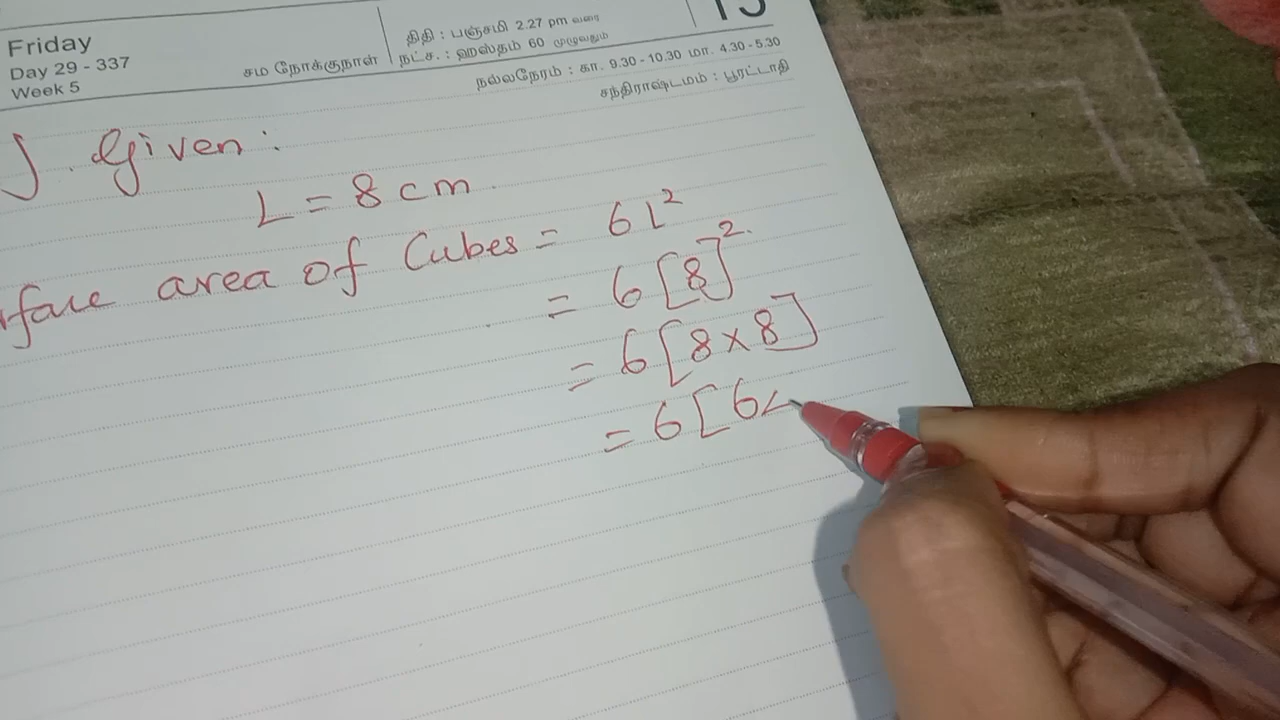 Friday
Day 29 - 337
Week 5
சம நோக்குநாள்
திதி : பஞ்சமி 2.27 pm வரை
நட்ச. : ஹஸ்தம் 60 முழுவதும்
நல்லநேரம் : கா. 9.30 - 10.30 மா. 4.30 - 5.30
சந்திராஷ்டமம் : பூரட்டாதி
Given :
L = 8 cm
area of Cubes = 6 L²
= 6 [8]².
= 6 [8 × 8]
= 6 [6